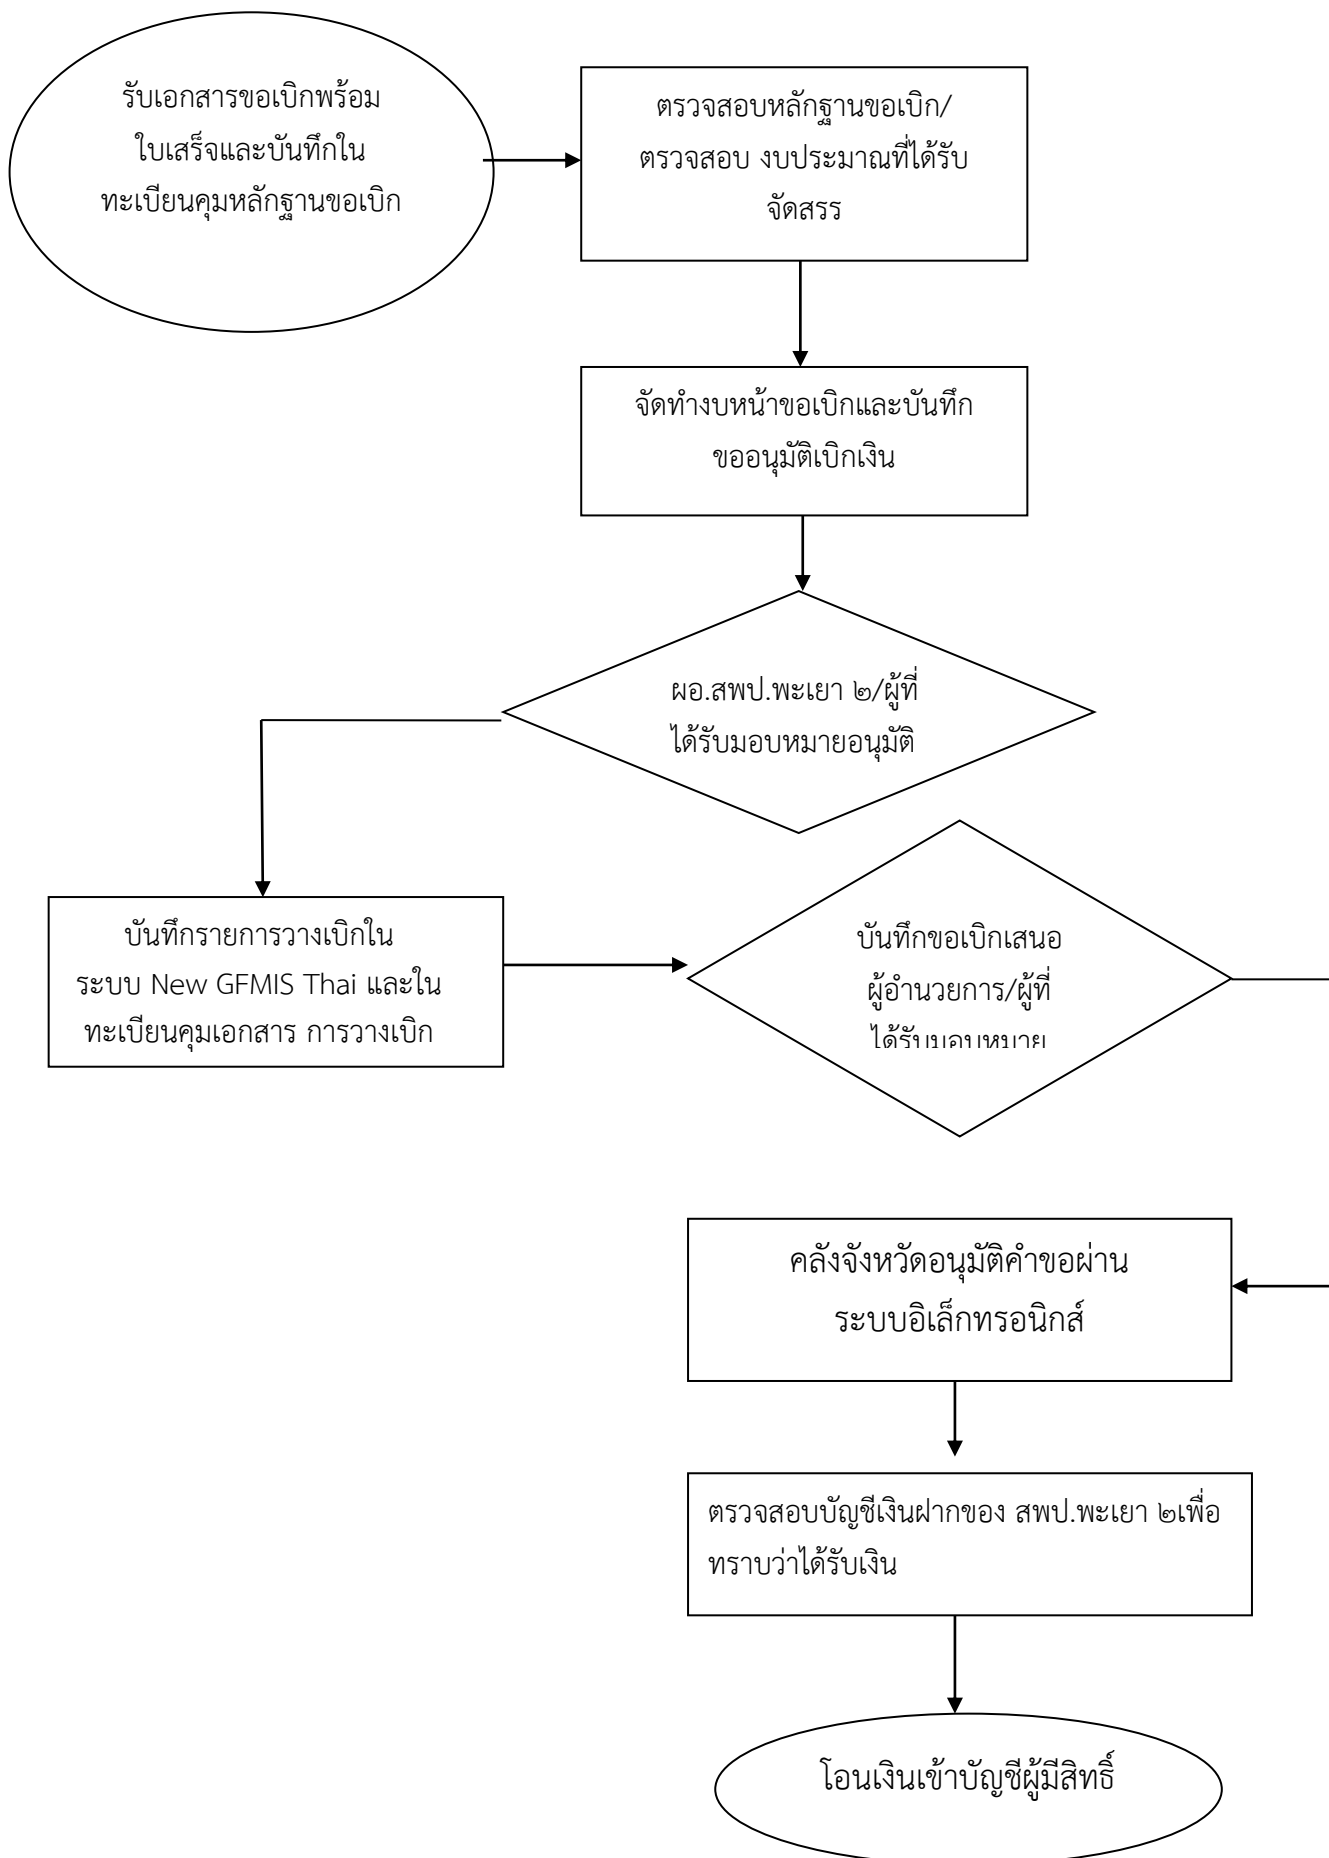 รับเอกสารขอเบิกพร้อม
ใบเสร็จและบันทึกใน
ทะเบียนคุมหลักฐานขอเบิก
ตรวจสอบหลักฐานขอเบิก/
ตรวจสอบ งบประมาณที่ได้รับ
จัดสรร
จัดทำงบหน้าขอเบิกและบันทึก
ขออนุมัติเบิกเงิน
ผอ.สพป.พะเยา ๒/ผู้ที่
ได้รับมอบหมายอนุมัติ
บันทึกรายการวางเบิกใน
ระบบ New GFMIS Thai และใน
ทะเบียนคุมเอกสาร การวางเบิก
บันทึกขอเบิกเสนอ
ผู้อำนวยการ/ผู้ที่
ได้รับมอบหมาย
คลังจังหวัดอนุมัติคำขอผ่าน
ระบบอิเล็กทรอนิกส์
ตรวจสอบบัญชีเงินฝากของ สพป.พะเยา ๒เพื่อ
ทราบว่าได้รับเงิน
โอนเงินเข้าบัญชีผู้มีสิทธิ์